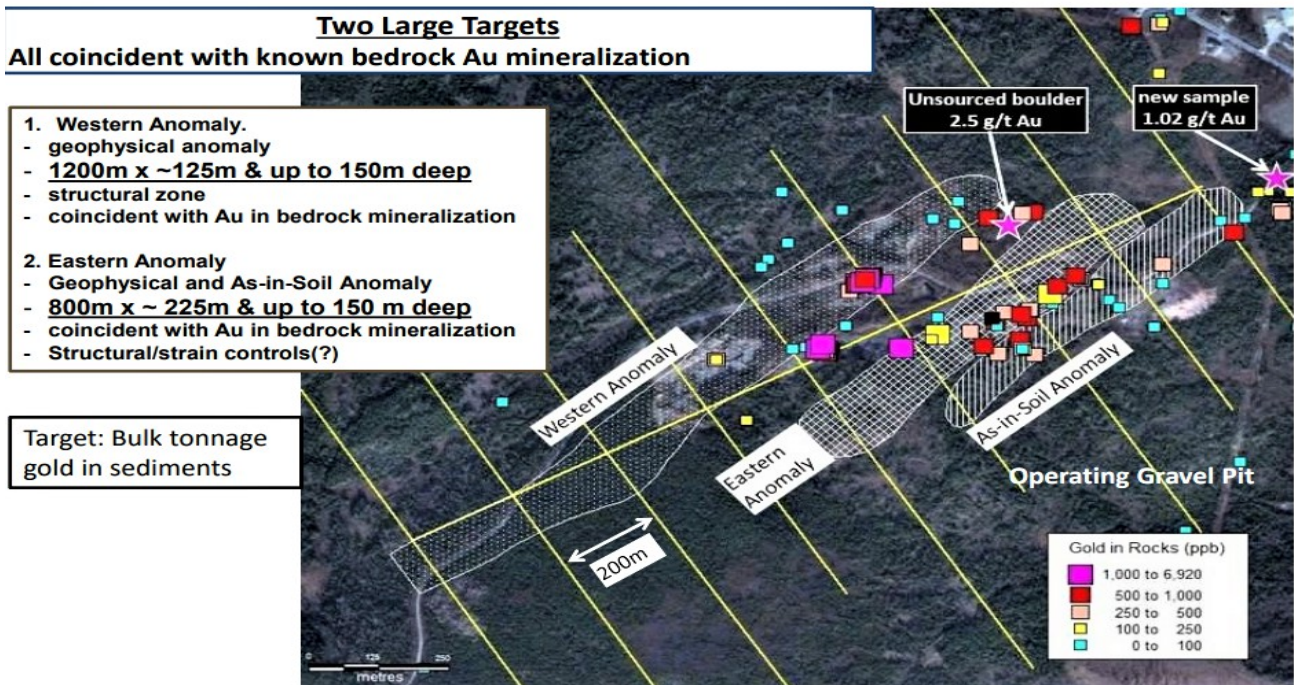 Two Large Targets
All coincident with known bedrock Au mineralization
1. Western Anomaly.
- geophysical anomaly
- 1200m x ~125m & up to 150m deep
- structural zone
- coincident with Au in bedrock mineralization
2. Eastern Anomaly
- Geophysical and As-in-Soil Anomaly
- 800m x ~ 225m & up to 150 m deep
- coincident with Au in bedrock mineralization
- Structural/strain controls(?)
Target: Bulk tonnage
gold in sediments
Unsourced boulder
2.5 g/t Au
new sample
1.02 g/t Au
Western Anomaly
Eastern
Anomaly
As-in-Soil Anomaly
Operating Gravel Pit
200m
Gold in Rocks (ppb)
1,000 to 6,920
500 to 1,000
250 to 500
100 to 250
0 to 100
0 125 250
metres